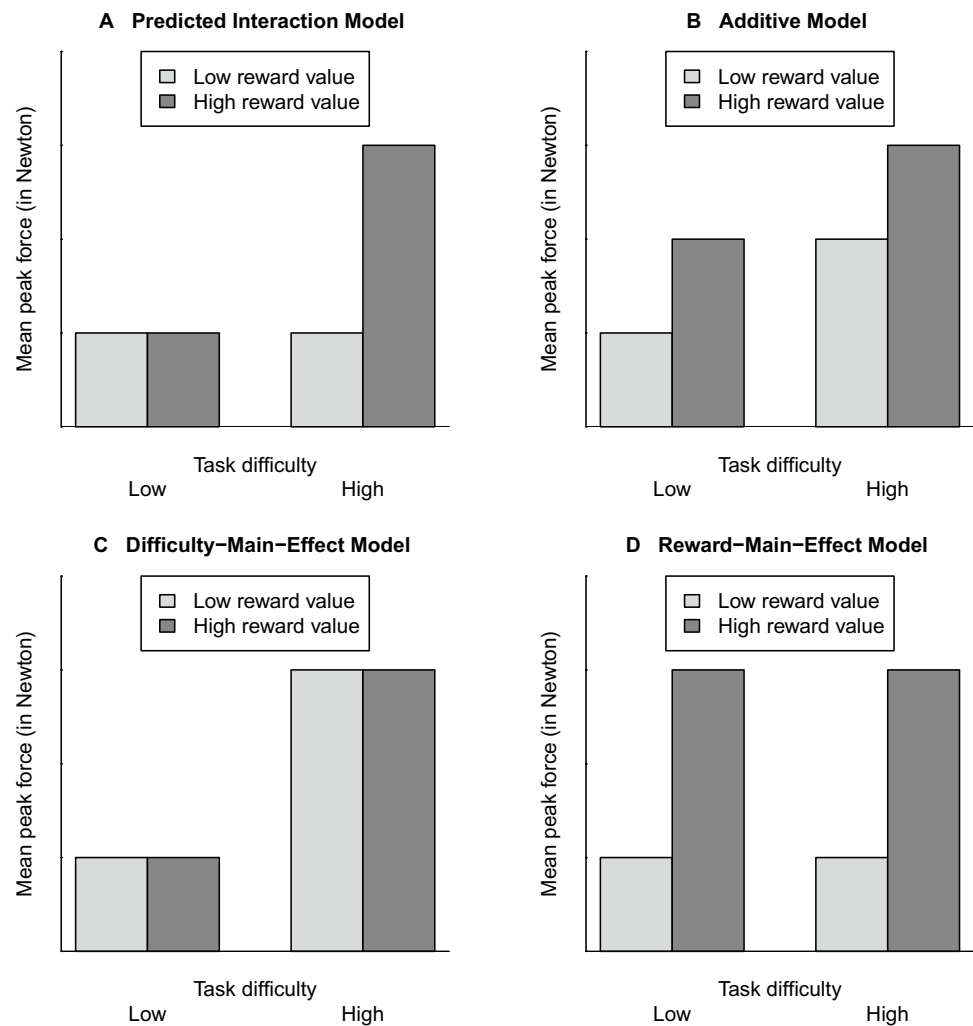 A Predicted Interaction Model
Low reward value
High reward value
Mean peak force (in Newton)
Task difficulty
Low High
B Additive Model
Low reward value
High reward value
Mean peak force (in Newton)
Task difficulty
Low High
C Difficulty−Main−Effect Model
Low reward value
High reward value
Mean peak force (in Newton)
Task difficulty
Low High
D Reward−Main−Effect Model
Low reward value
High reward value
Mean peak force (in Newton)
Task difficulty
Low High